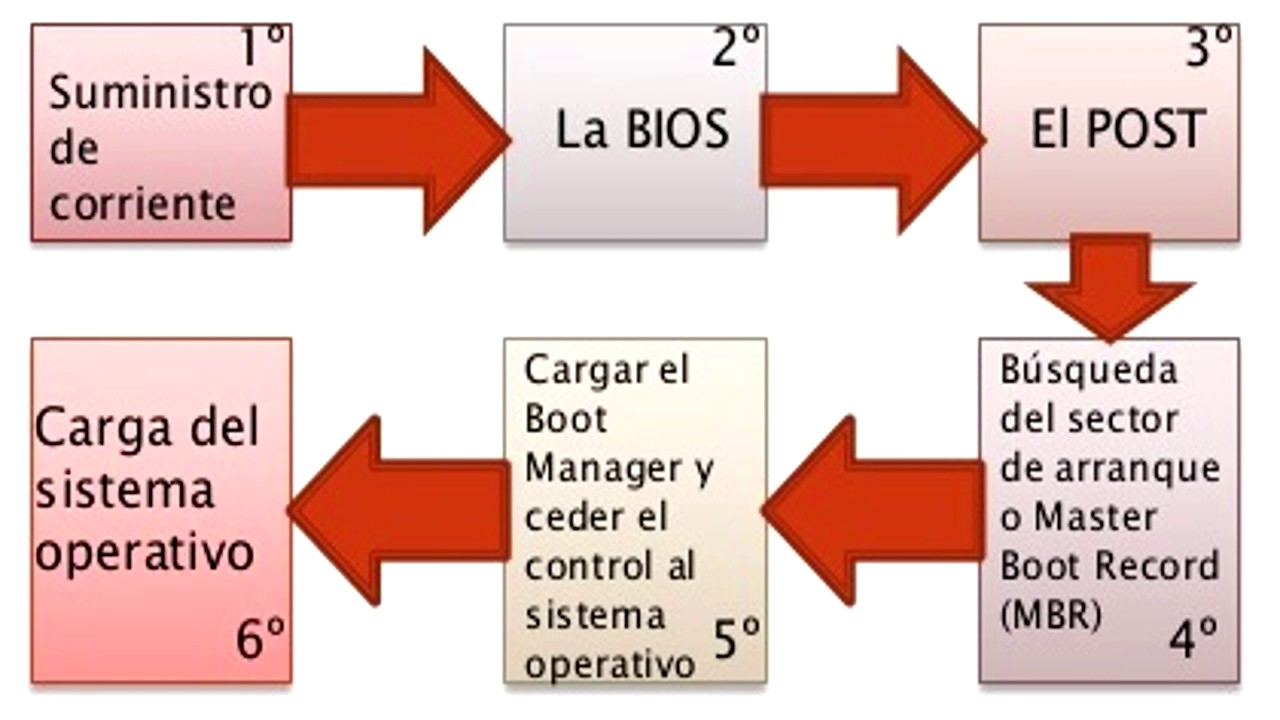 1º
Suministro
de
corriente
2º
La BIOS
3º
El POST
Búsqueda
del sector
de arranque
o Master
Boot Record
(MBR)
4º
Cargar el
Boot
Manager y
ceder el
control al
sistema
operativo
5º
Carga del
sistema
operativo
6º